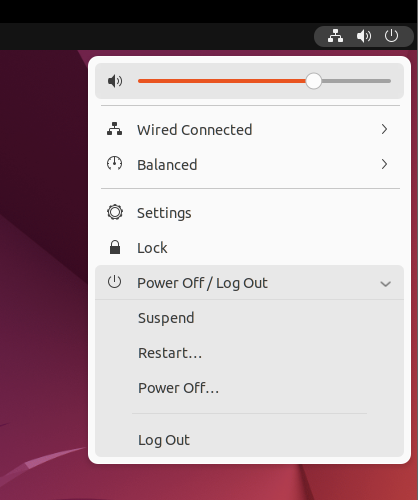 Wired Connected
Balanced
Settings
Lock
Power Off / Log Out
Suspend
Restart…
Power Off…
Log Out